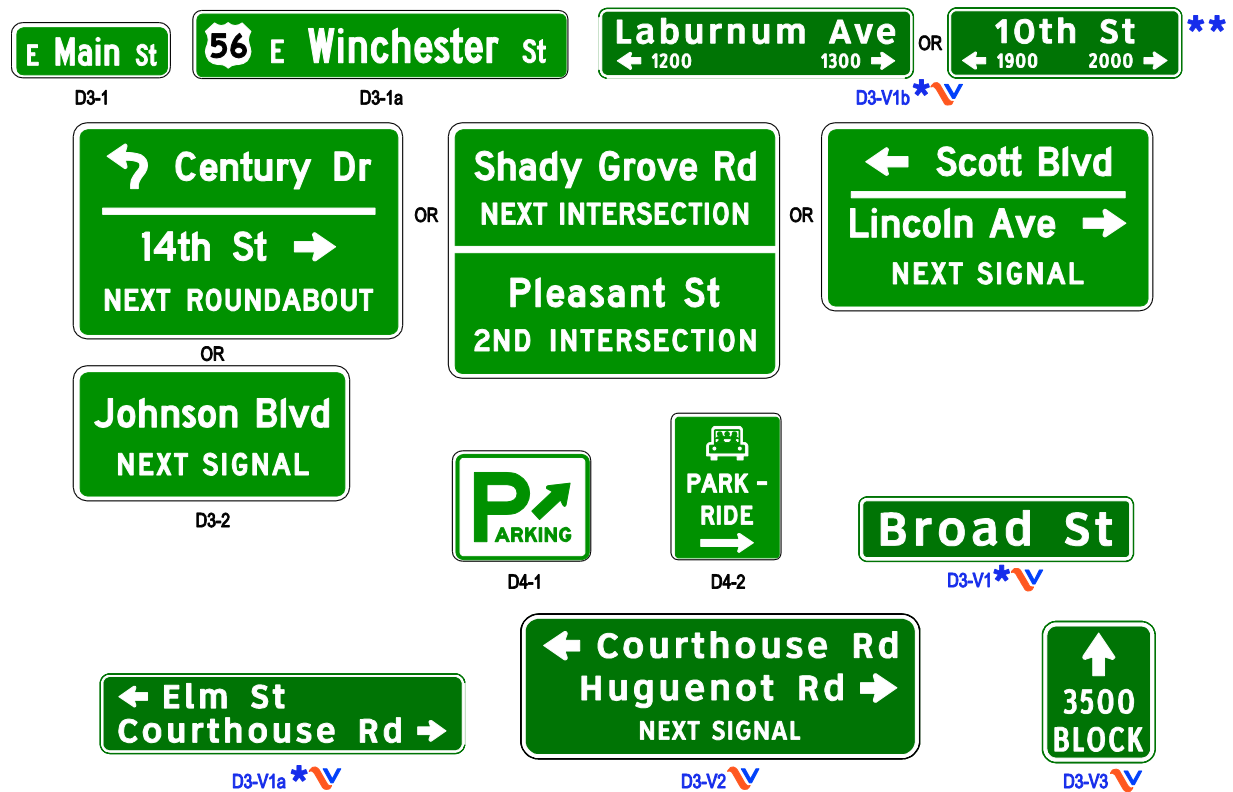 E Main St
D3-1
56 E Winchester St
D3-1a
Laburnum Ave
1200 1300
OR
10th St
1900 2000
**
D3-V1b *
Century Dr
14th St
NEXT ROUNDABOUT
OR
Shady Grove Rd
NEXT INTERSECTION
Pleasant St
2ND INTERSECTION
OR
Scott Blvd
Lincoln Ave
NEXT SIGNAL
OR
Johnson Blvd
NEXT SIGNAL
D3-2
PARKING
D4-1
PARK -
RIDE
D4-2
Broad St
D3-V1 *
Elm St
Courthouse Rd
D3-V1a *
Courthouse Rd
Huguenot Rd
NEXT SIGNAL
D3-V2
3500
BLOCK
D3-V3